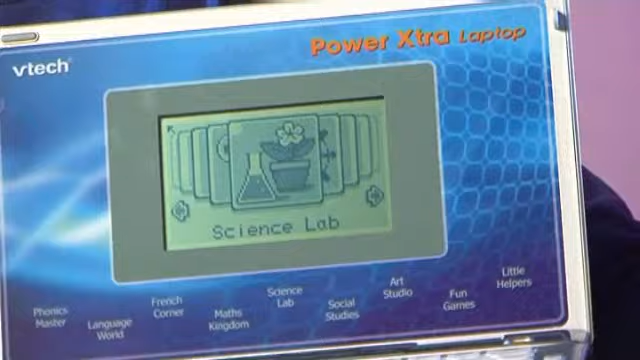 Power Xtra Laptop
vtech
Science Lab
Phonics
Master
Language
World
French
Corner
Maths
Kingdom
Science
Lab
Social
Studies
Art
Studio
Fun
Games
Little
Helpers